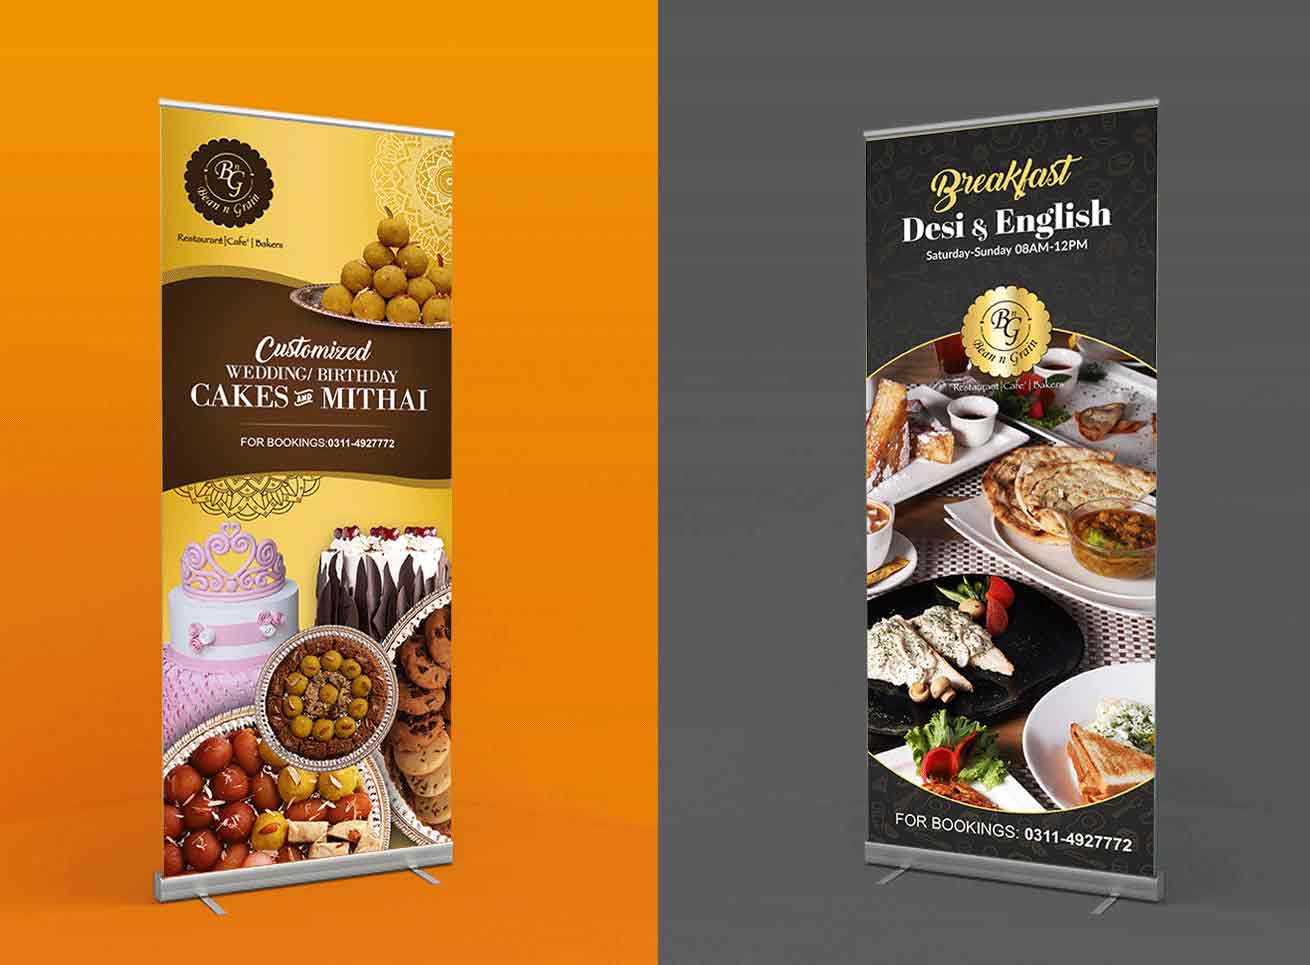 B n G
Bean n Grain
Restaurant|Cafe'|Bakers
Customized
WEDDING/ BIRTHDAY
CAKES AND MITHAI
FOR BOOKINGS:0311-4927772
Breakfast
Desi & English
Saturday-Sunday 08AM-12PM
B n G
Bean n Grain
Restaurant|Cafe'|Bakers
FOR BOOKINGS: 0311-4927772